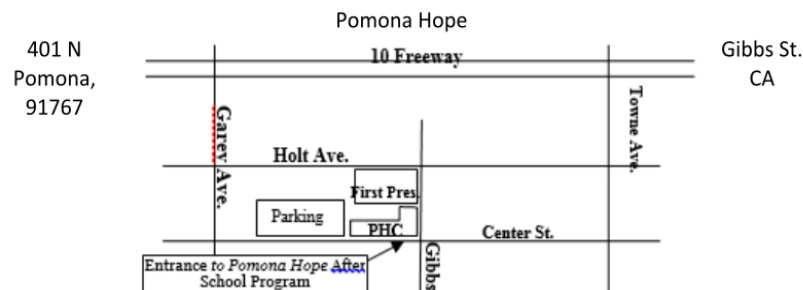 Pomona Hope
401 N Gibbs St.
Pomona, CA
91767
10 Freeway
Garey Ave.
Towne Ave.
Holt Ave.
First Pres.
Parking
PHC
Center St.
Gibbs
Entrance to Pomona Hope After
School Program